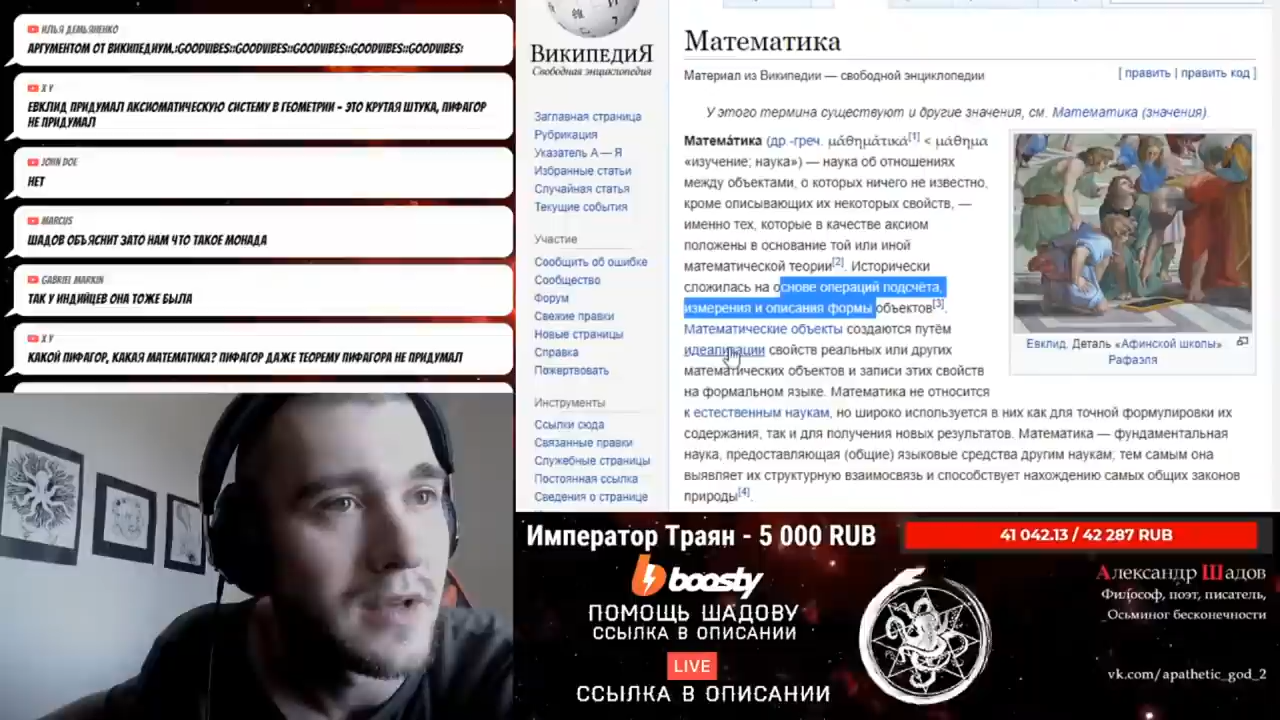 ИЛЬЯ ДЕМЬЯНЕНКО
АРГУМЕНТОМ ОТ ВИКИПЕДИУМ,:GOODVIBES::GOODVIBES::GOODVIBES::GOODVIBES::GOODVIBES:
X Y
ЕВКЛИД ПРИДУМАЛ АКСИОМАТИЧЕСКУЮ СИСТЕМУ В ГЕОМЕТРИИ - ЭТО КРУТАЯ ШТУКА, ПИФАГОР
НЕ ПРИДУМАЛ
JOHN DOE
НЕТ
MARCUS
ШАДОВ ОБЪЯСНИТ ЗАТО НАМ ЧТО ТАКОЕ МОНАДА
GABRIEL MARKIN
ТАК У ИНДИЙЦЕВ ОНА ТОЖЕ БЫЛА
X Y
КАКОЙ ПИФАГОР, КАКАЯ МАТЕМАТИКА? ПИФАГОР ДАЖЕ ТЕОРЕМУ ПИФАГОРА НЕ ПРИДУМАЛ
ВИКИПЕДИЯ
Свободная энциклопедия
Заглавная страница
Рубрикация
Указатель А — Я
Избранные статьи
Случайная статья
Текущие события
Участие
Сообщить об ошибке
Сообщество
Форум
Свежие правки
Новые страницы
Справка
Пожертвовать
Инструменты
Ссылки сюда
Связанные правки
Служебные страницы
Постоянная ссылка
Сведения о странице
Математика
Материал из Википедии — свободной энциклопедии
[ править | править код ]
У этого термина существуют и другие значения, см. Математика (значения).
Матема́тика (др.-греч. μᾰθημᾰτικά[1] < μάθημα
«изучение; наука») — наука об отношениях
между объектами, о которых ничего не известно,
кроме описывающих их некоторых свойств, —
именно тех, которые в качестве аксиом
положены в основание той или иной
математической теории[2]. Исторически
сложилась на основе операций подсчёта,
измерения и описания формы объектов[3].
Математические объекты создаются путём
идеализации свойств реальных или других
математических объектов и записи этих свойств
на формальном языке. Математика не относится
к естественным наукам, но широко используется в них как для точной формулировки их
содержания, так и для получения новых результатов. Математика — фундаментальная
наука, предоставляющая (общие) языковые средства другим наукам; тем самым она
выявляет их структурную взаимосвязь и способствует нахождению самых общих законов
природы[4].
Евклид. Деталь «Афинской школы»
Рафаэля
Император Траян - 5 000 RUB
41 042.13 / 42 287 RUB
boosty
ПОМОЩЬ ШАДОВУ
ССЫЛКА В ОПИСАНИИ
LIVE
ССЫЛКА В ОПИСАНИИ
Александр Шадов
Философ, поэт, писатель,
Осьминог бесконечности
vk.com/apathetic_god_2